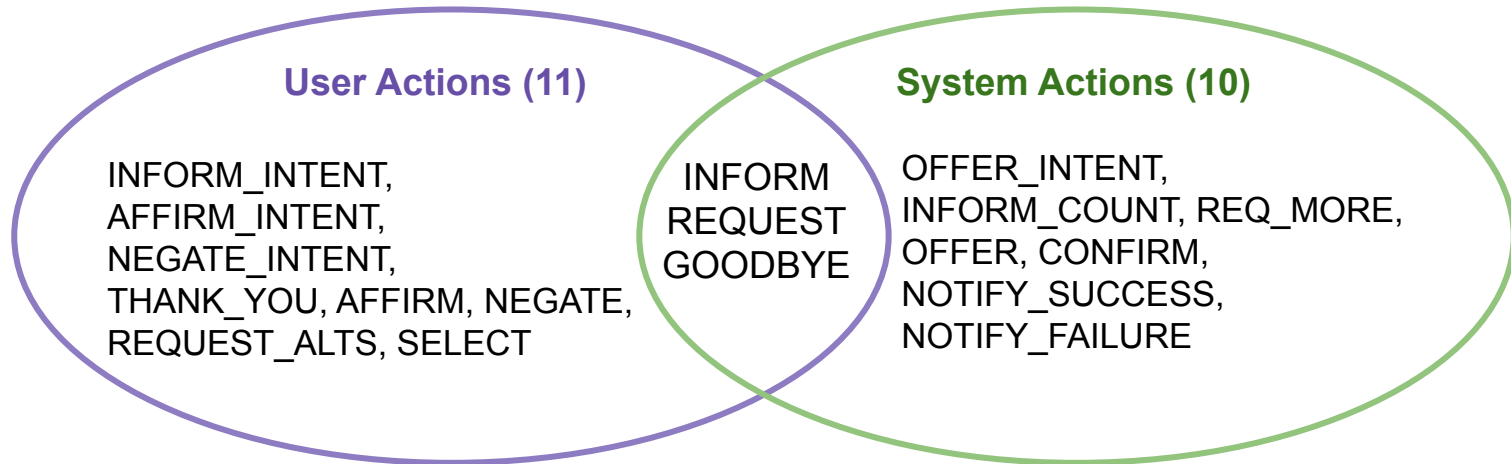 User Actions (11)
System Actions (10)
INFORM_INTENT,
AFFIRM_INTENT,
NEGATE_INTENT,
THANK_YOU, AFFIRM, NEGATE,
REQUEST_ALTS, SELECT
INFORM
REQUEST
GOODBYE
OFFER_INTENT,
INFORM_COUNT, REQ_MORE,
OFFER, CONFIRM,
NOTIFY_SUCCESS,
NOTIFY_FAILURE